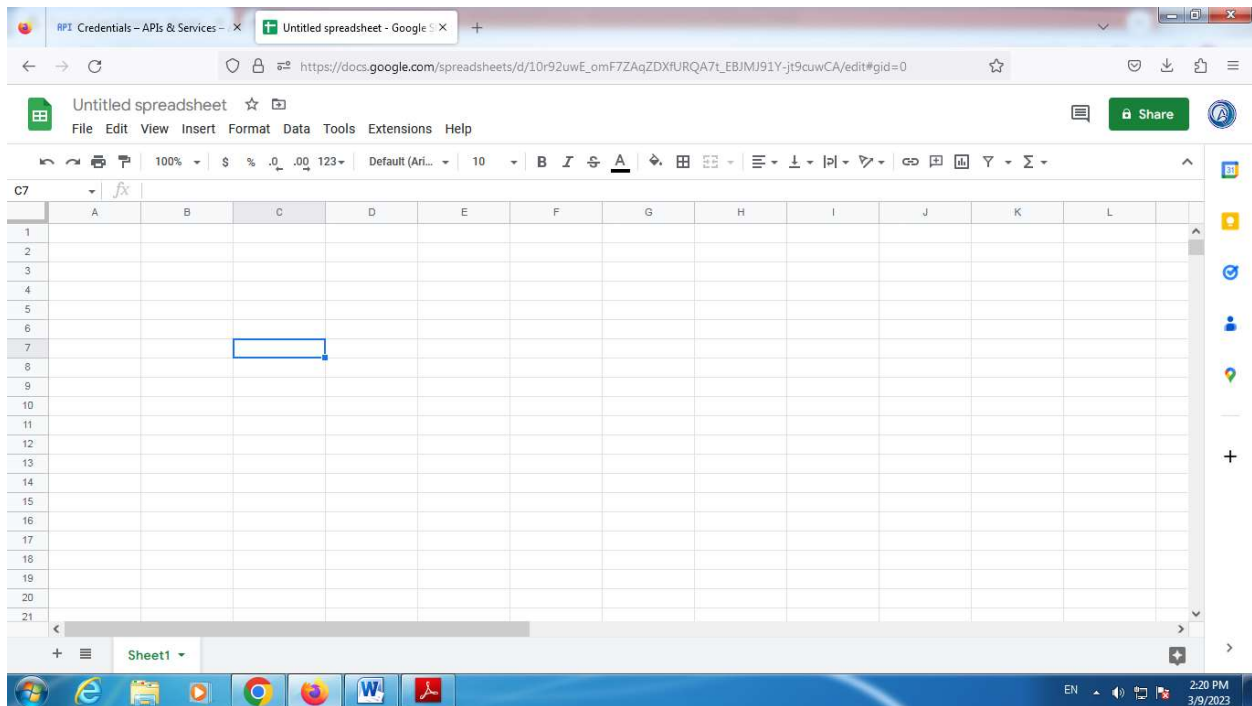 RPI Credentials – APIs & Services – × Untitled spreadsheet - Google S × +
https://docs.google.com/spreadsheets/d/10r92uwE_omF7ZAqZDXfURQA7t_EBJMJ91Y-jt9cuwCA/edit#gid=0
Untitled spreadsheet
File Edit View Insert Format Data Tools Extensions Help
Share
100% $ % .0 .00 123 Default (Ari... 10 B I S A Σ
31
C7 fx
A B C D E F G H I J K L
1
2
3
4
5
6
7
8
9
10
11
12
13
14
15
16
17
18
19
20
21
+ Sheet1
EN 2:20 PM
3/9/2023